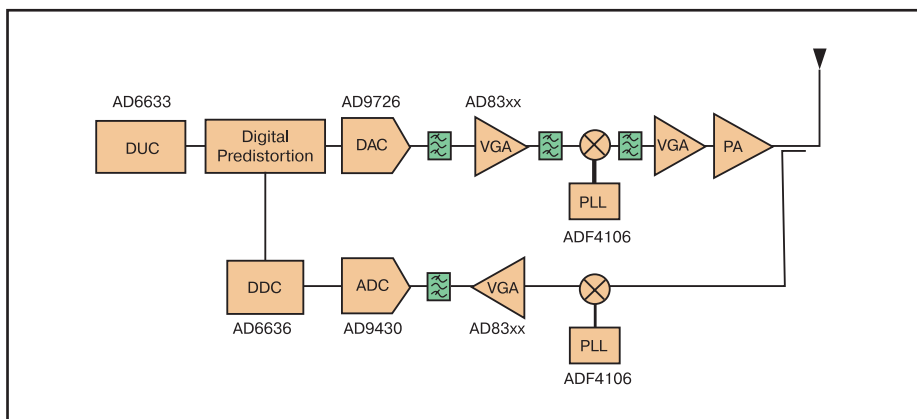 AD6633
AD9726
AD83xx
DUC
Digital
Predistortion
DAC
VGA
VGA
PA
PLL
ADF4106
DDC
ADC
VGA
AD6636
AD9430
AD83xx
PLL
ADF4106